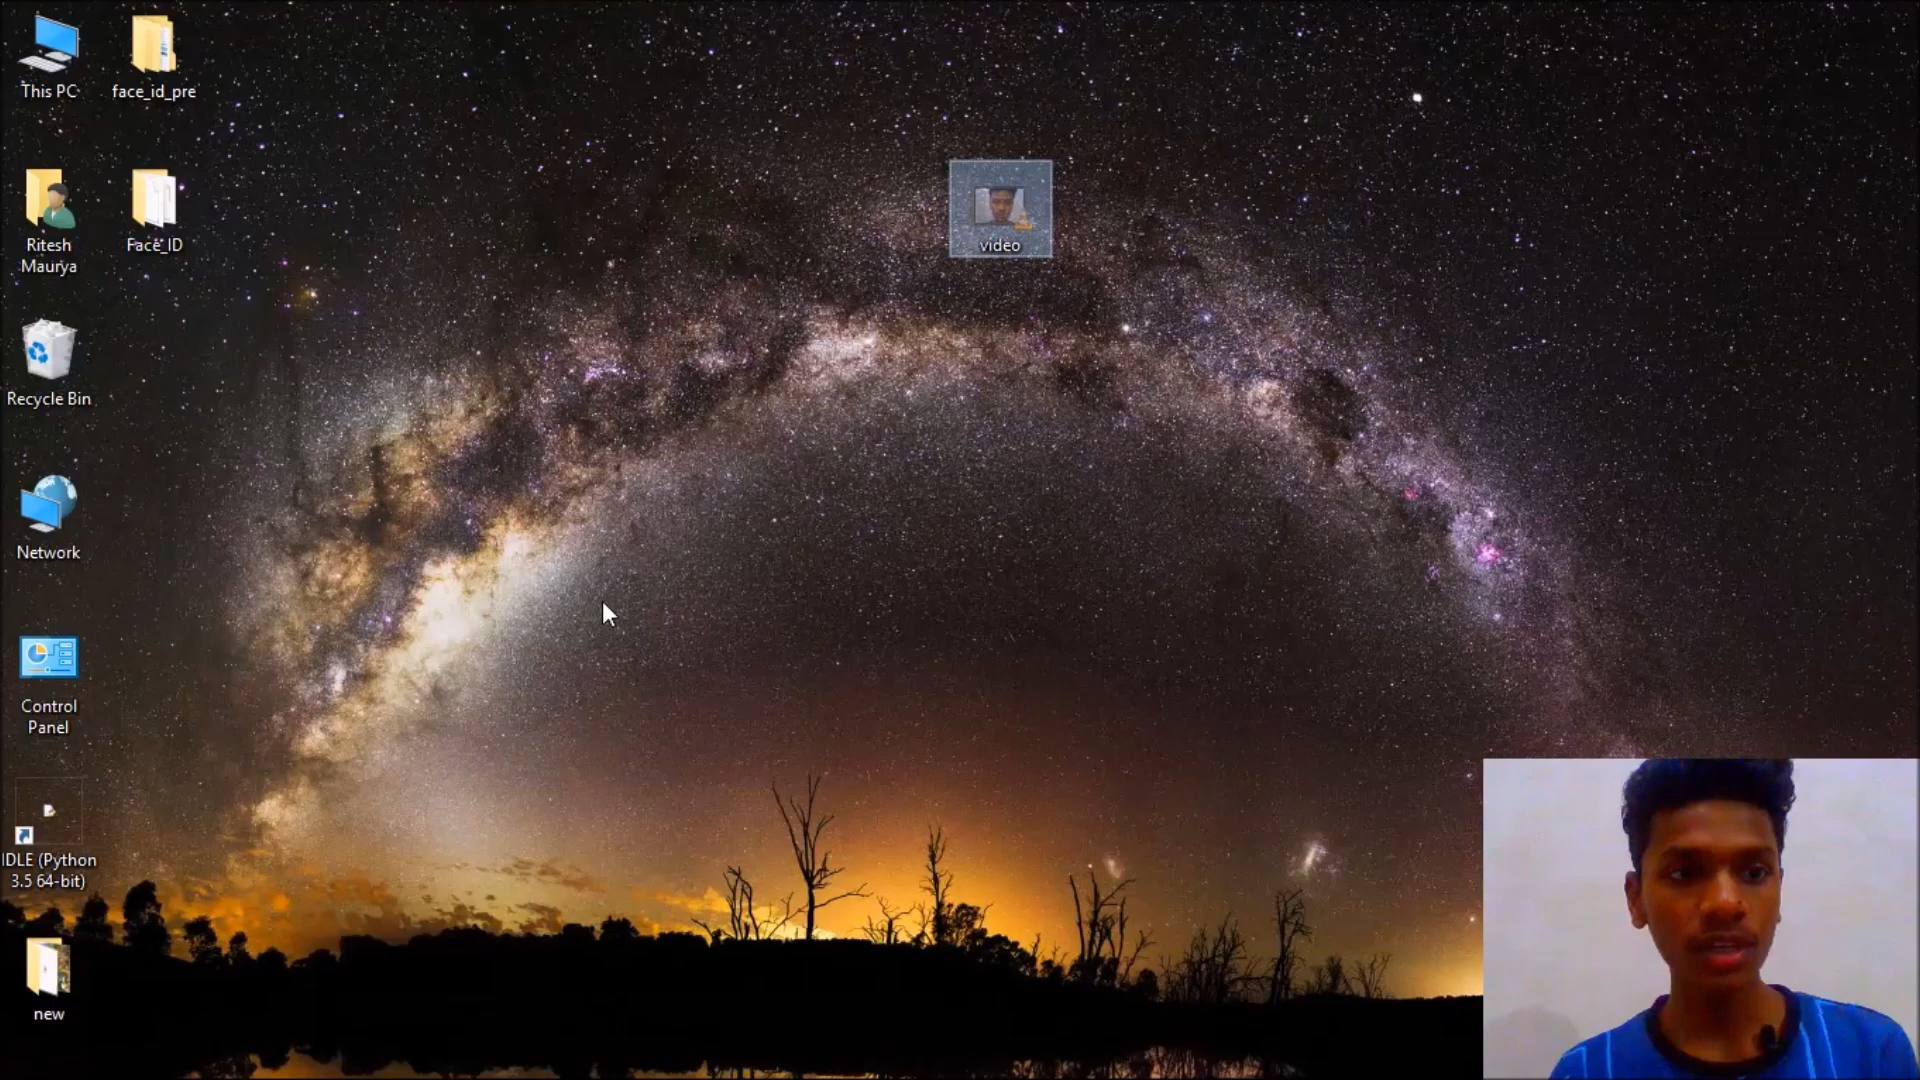 This PC
face_id_pre
Ritesh
Maurya
Face_ID
video
Recycle Bin
Network
Control
Panel
IDLE (Python
3.5 64-bit)
new